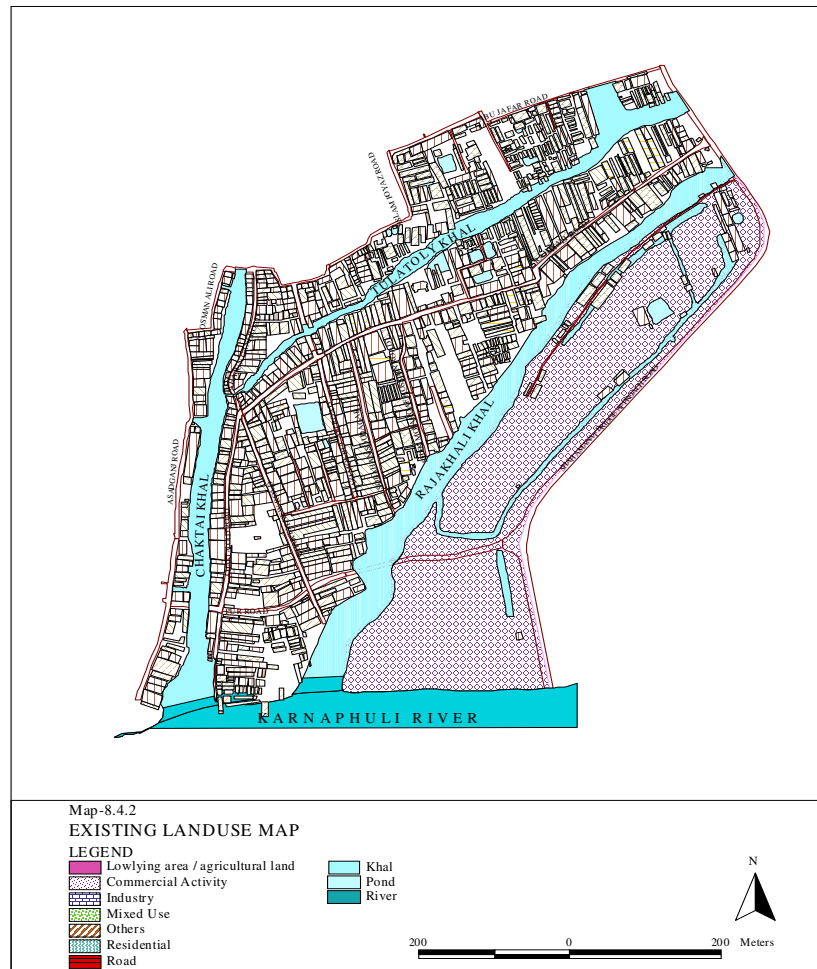 TULATOLY KHAL
OSMAN ALI ROAD
ASADGANJ ROAD
CHAKTAI KHAL
RAJAKHALI KHAL
KARNAPHULI RIVER
Map-8.4.2
EXISTING LANDUSE MAP
LEGEND
Lowlying area / agricultural land
Commercial Activity
Industry
Mixed Use
Others
Residential
Road
Khal
Pond
River
N
200 0 200 Meters